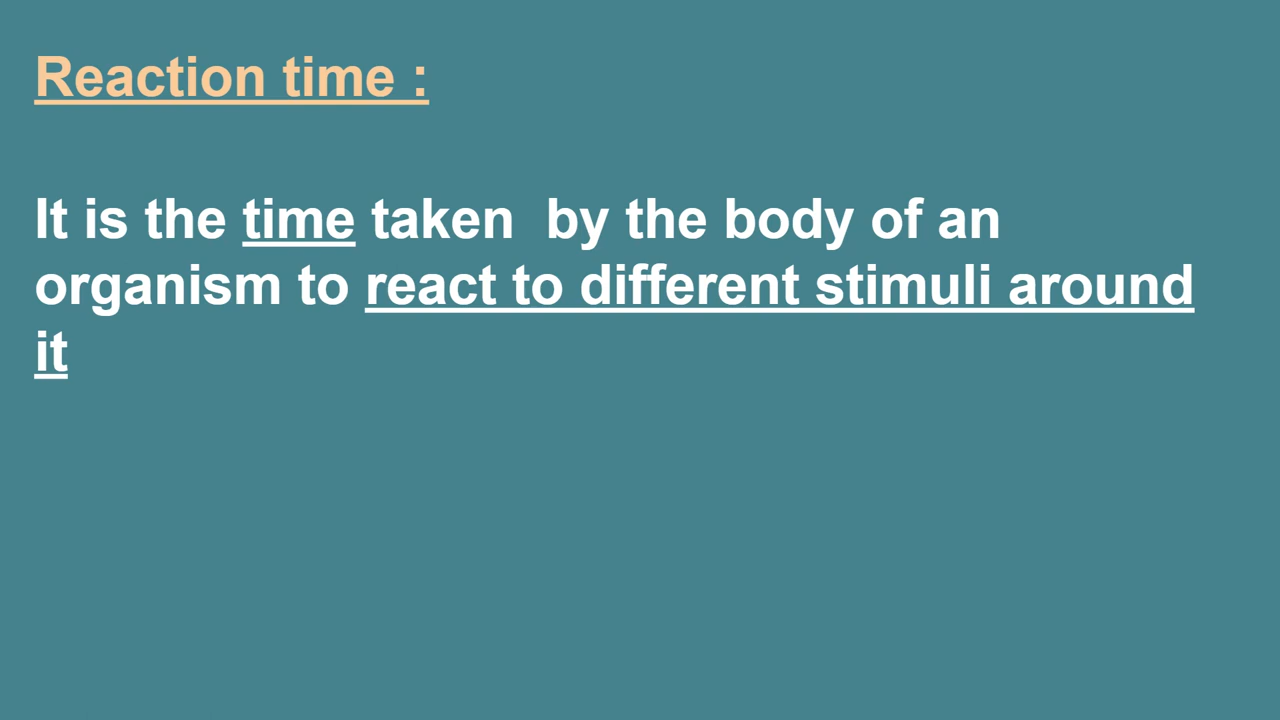 Reaction time :
It is the time taken  by the body of an
organism to react to different stimuli around
it